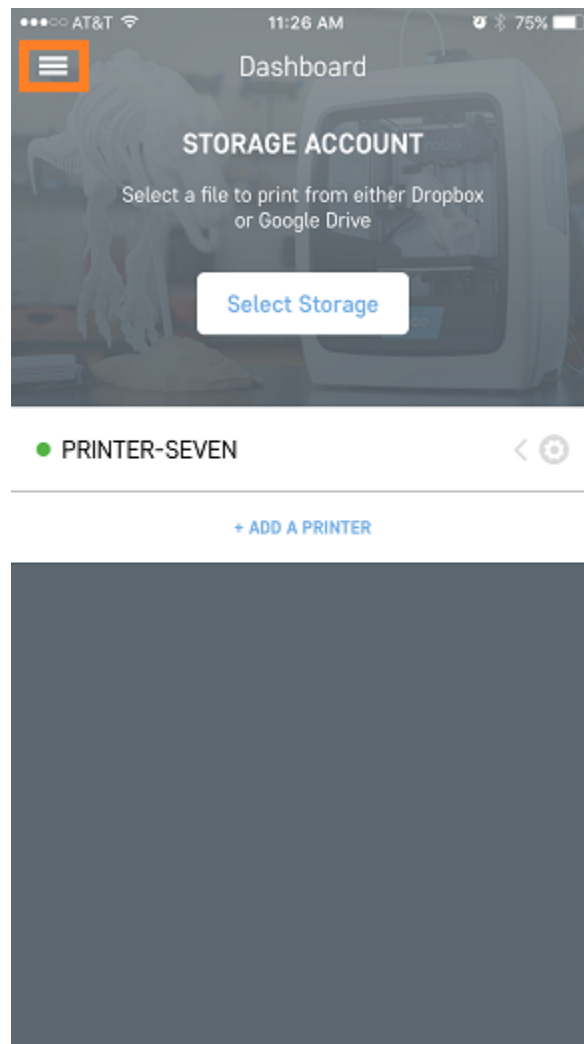 AT&T 11:26 AM 75%
Dashboard
STORAGE ACCOUNT
robo
Select a file to print from either Dropbox
or Google Drive
Select Storage
PRINTER-SEVEN
+ ADD A PRINTER